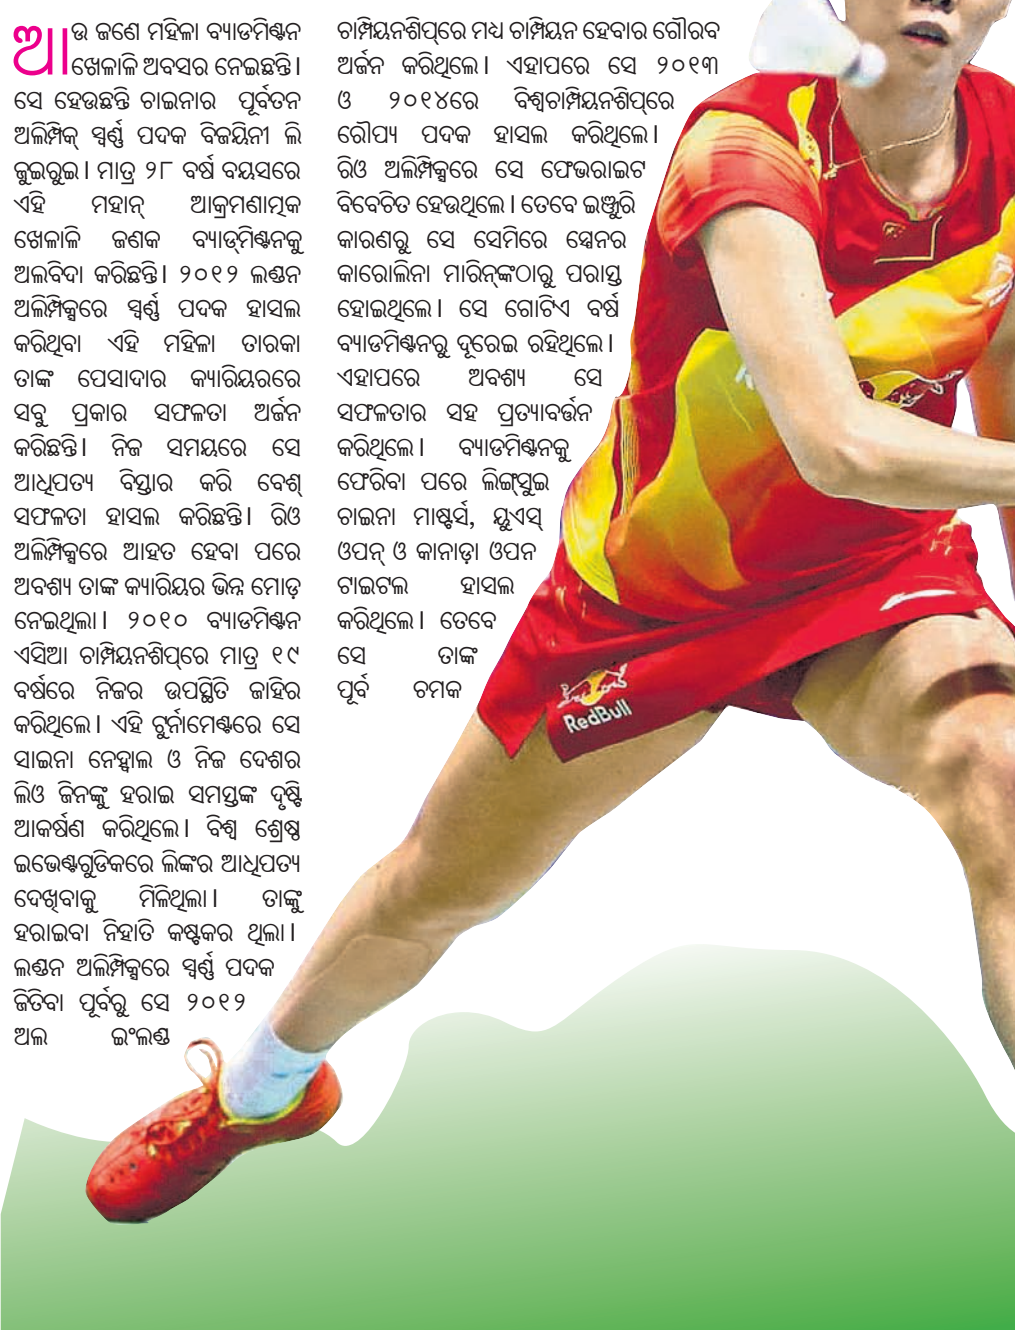 ଆଉ ଜଣେ ମହିଳା ବ୍ୟାଡମିଣ୍ଟନ
ଖେଳାଳି ଅବସର ନେଇଛନ୍ତି।
ସେ ହେଉଛନ୍ତି ଚାଇନାର ପୂର୍ବତନ
ଅଲିମ୍ପିକ୍ ସ୍ୱର୍ଣ୍ଣ ପଦକ ବିଜୟିନୀ ଲି
ଜୁଇରୁଇ। ମାତ୍ର ୨୮ ବର୍ଷ ବୟସରେ
ଏହି ମହାନ୍ ଆକ୍ରମଣାତ୍ମକ
ଖେଳାଳି ଜଣକ ବ୍ୟାଡ୍‌ମିଣ୍ଟନକୁ
ଅଲବିଦା କରିଛନ୍ତି। ୨୦୧୨ ଲଣ୍ଡନ
ଅଲିମ୍ପିକ୍ସରେ ସ୍ୱର୍ଣ୍ଣ ପଦକ ହାସଲ
କରିଥିବା ଏହି ମହିଳା ତାରକା
ତାଙ୍କ ପେସାଦାର କ୍ୟାରିୟରରେ
ସବୁ ପ୍ରକାର ସଫଳତା ଅର୍ଜନ
କରିଛନ୍ତି। ନିଜ ସମୟରେ ସେ
ଆଧିପତ୍ୟ ବିସ୍ତାର କରି ବେଶ୍
ସଫଳତା ହାସଲ କରିଛନ୍ତି। ରିଓ
ଅଲିମ୍ପିକ୍ସରେ ଆହତ ହେବା ପରେ
ଅବଶ୍ୟ ତାଙ୍କ କ୍ୟାରିୟର ଭିନ୍ନ ମୋଡ଼
ନେଇଥିଲା। ୨୦୧୦ ବ୍ୟାଡମିଣ୍ଟନ
ଏସିଆ ଚାମ୍ପିୟନଶିପ୍‌ରେ ମାତ୍ର ୧୯
ବର୍ଷରେ ନିଜର ଉପସ୍ଥିତି ଜାହିର
କରିଥିଲେ। ଏହି ଟୁର୍ନାମେଣ୍ଟରେ ସେ
ସାଇନା ନେହ୍ୱାଲ ଓ ନିଜ ଦେଶର
ଲିଓ ଜିନଙ୍କୁ ହରାଇ ସମସ୍ତଙ୍କ ଦୃଷ୍ଟି
ଆକର୍ଷଣ କରିଥିଲେ। ବିଶ୍ୱ ଶ୍ରେଷ୍ଠ
ଇଭେଣ୍ଟଗୁଡିକରେ ଲିଙ୍କର ଆଧିପତ୍ୟ
ଦେଖିବାକୁ ମିଳିଥିଲା। ତାଙ୍କୁ
ହରାଇବା ନିହାତି କଷ୍ଟକର ଥିଲା।
ଲଣ୍ଡନ ଅଲିମ୍ପିକ୍ସରେ ସ୍ୱର୍ଣ୍ଣ ପଦକ
ଜିତିବା ପୂର୍ବରୁ ସେ ୨୦୧୨
ଅଲ ଇଂଲଣ୍ଡ
ଚାମ୍ପିୟନଶିପ୍‌ରେ ମଧ୍ୟ ଚାମ୍ପିୟନ ହେବାର ଗୌରବ
ଅର୍ଜନ କରିଥିଲେ। ଏହାପରେ ସେ ୨୦୧୩
ଓ ୨୦୧୪ରେ ବିଶ୍ୱଚାମ୍ପିୟନଶିପ୍‌ରେ
ରୌପ୍ୟ ପଦକ ହାସଲ କରିଥିଲେ।
ରିଓ ଅଲିମ୍ପିକ୍ସରେ ସେ ଫେଭରାଇଟ
ବିବେଚିତ ହେଉଥିଲେ। ତେବେ ଇଞ୍ଜୁରି
କାରଣରୁ ସେ ସେମିରେ ସ୍ପେନର
କାରୋଲିନା ମାରିନ୍‌ଙ୍କଠାରୁ ପରାସ୍ତ
ହୋଇଥିଲେ। ସେ ଗୋଟିଏ ବର୍ଷ
ବ୍ୟାଡମିଣ୍ଟନରୁ ଦୂରେଇ ରହିଥିଲେ।
ଏହାପରେ ଅବଶ୍ୟ ସେ
ସଫଳତାର ସହ ପ୍ରତ୍ୟାବର୍ତ୍ତନ
କରିଥିଲେ। ବ୍ୟାଡମିଣ୍ଟନକୁ
ଫେରିବା ପରେ ଲିଙ୍ଗ୍‌ସୁଇ
ଚାଇନା ମାଷ୍ଟର୍ସ, ୟୁଏସ୍
ଓପନ୍ ଓ କାନାଡ଼ା ଓପନ
ଟାଇଟଲ ହାସଲ
କରିଥିଲେ। ତେବେ
ସେ ତାଙ୍କ
ପୂର୍ବ ଚମକ
RedBull